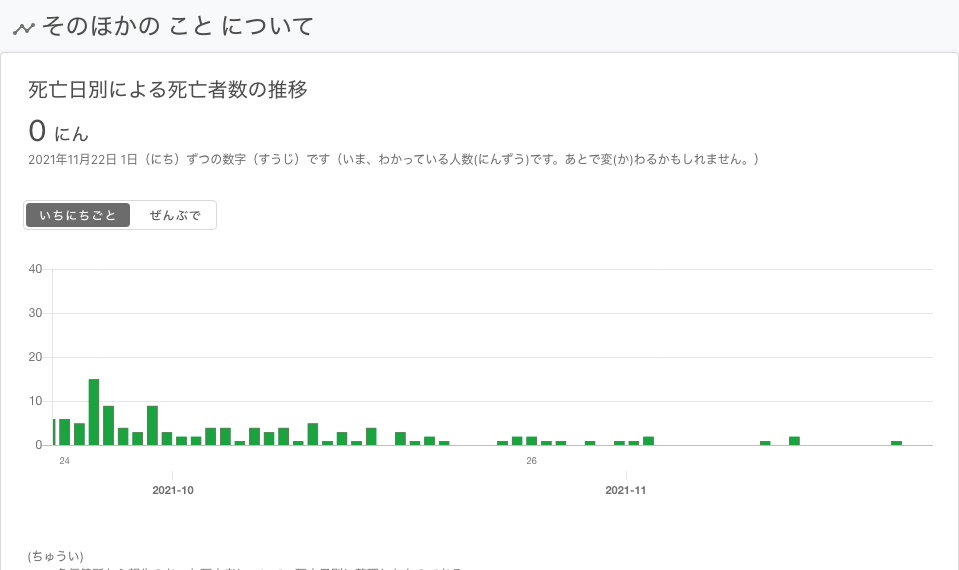 そのほかの こと について
死亡日別による死亡者数の推移
0 にん
2021年11月22日 1日（にち）ずつの数字（すうじ）です（いま、わかっている人数(にんずう)です。あとで変(か)わるかもしれません。）
いちにちごと ぜんぶで
40
30
20
10
0
24 26
2021-10 2021-11
(ちゅうい)